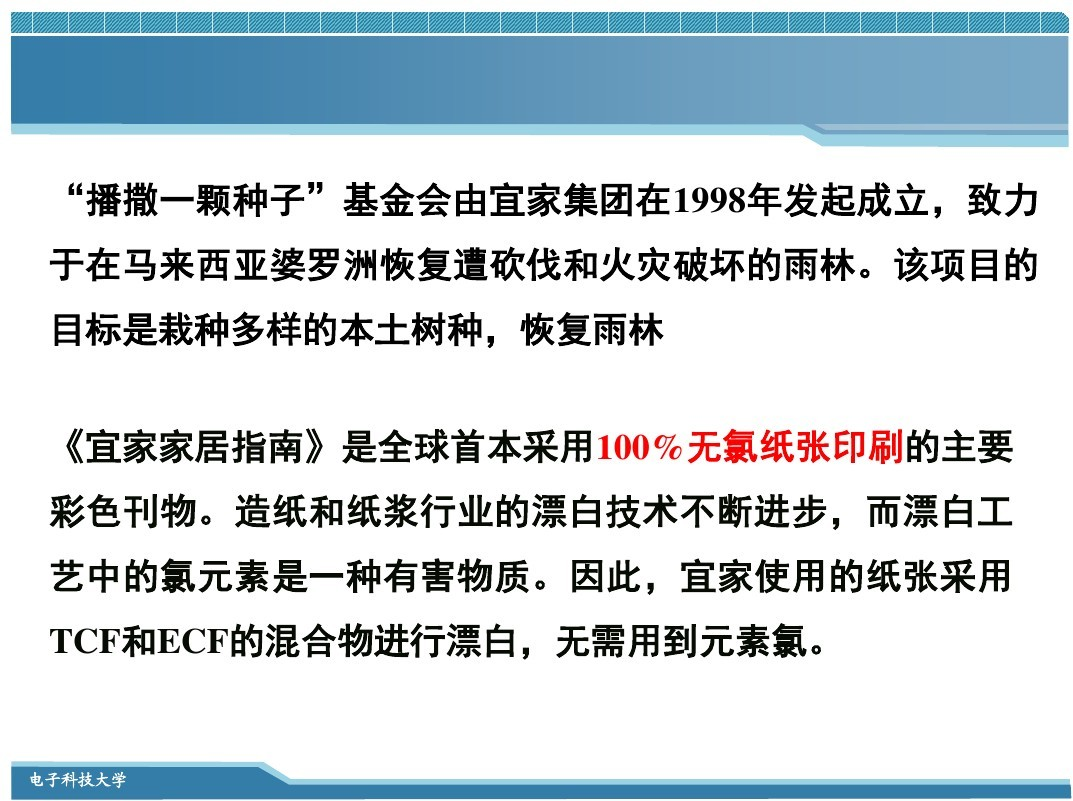 “播撒一颗种子”基金会由宜家集团在1998年发起成立，致力
于在马来西亚婆罗洲恢复遭砍伐和火灾破坏的雨林。该项目的
目标是栽种多样的本土树种，恢复雨林
《宜家家居指南》是全球首本采用100%无氯纸张印刷的主要
彩色刊物。造纸和纸浆行业的漂白技术不断进步，而漂白工
艺中的氯元素是一种有害物质。因此，宜家使用的纸张采用
TCF和ECF的混合物进行漂白，无需用到元素氯。
电子科技大学